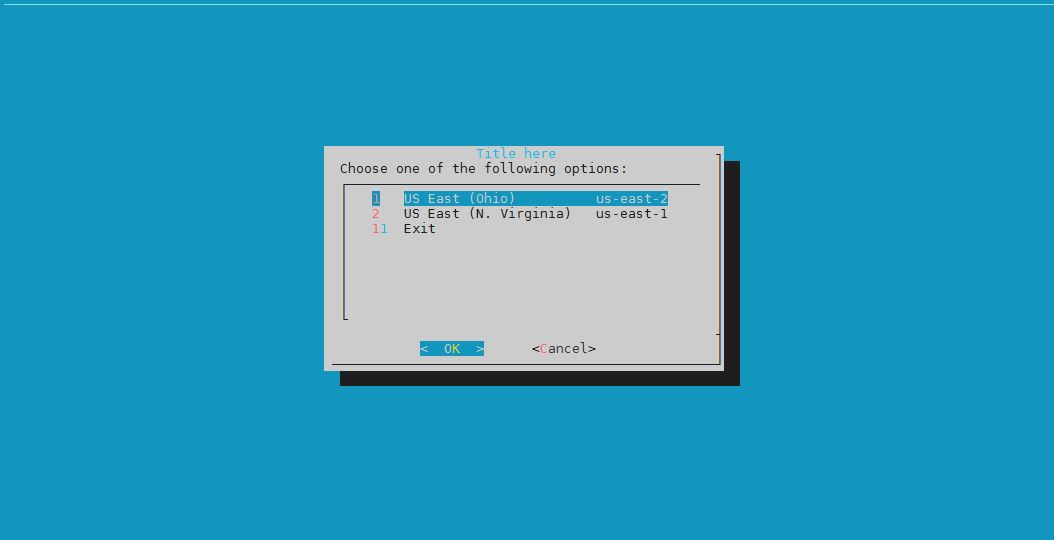 Title here
Choose one of the following options:
1 US East (Ohio) us-east-2
2 US East (N. Virginia) us-east-1
11 Exit
< OK > <Cancel>